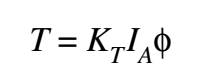 T = K_T I_A ϕ